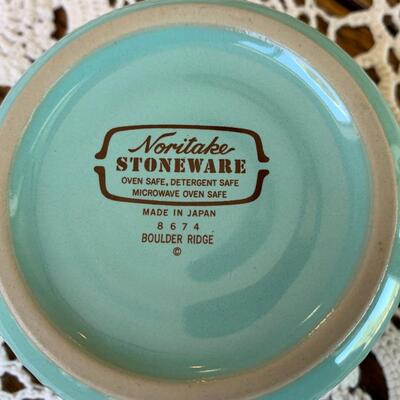 Noritake
STONEWARE
OVEN SAFE, DETERGENT SAFE
MICROWAVE OVEN SAFE
MADE IN JAPAN
8674
BOULDER RIDGE
©